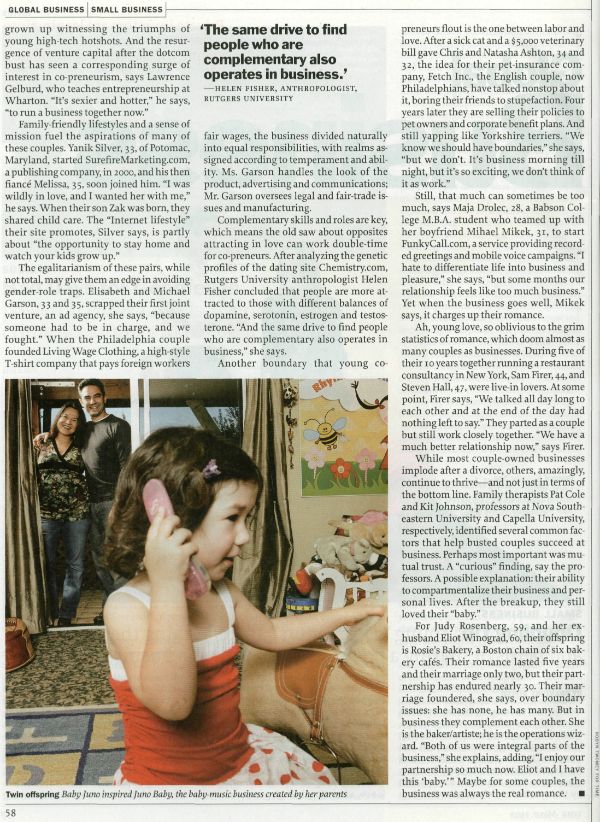 GLOBAL BUSINESS SMALL BUSINESS
grown up witnessing the triumphs of
young high-tech hotshots. And the resur-
gence of venture capital after the dotcom
bust has seen a corresponding surge of
interest in co-preneurism, says Lawrence
Gelburd, who teaches entrepreneurship at
Wharton. "It's sexier and hotter," he says,
"to run a business together now."
Family-friendly lifestyles and a sense of
mission fuel the aspirations of many of
these couples. Yanik Silver, 33, of Potomac,
Maryland, started SurefireMarketing.com,
a publishing company, in 2000, and his then
fiancé Melissa, 35, soon joined him. "I was
wildly in love, and I wanted her with me,"
he says. When their son Zak was born, they
shared child care. The "Internet lifestyle"
their site promotes, Silver says, is partly
about "the opportunity to stay home and
watch your kids grow up."
The egalitarianism of these pairs, while
not total, may give them an edge in avoiding
gender-role traps. Elisabeth and Michael
Garson, 33 and 35, scrapped their first joint
venture, an ad agency, she says, "because
someone had to be in charge, and we
fought." When the Philadelphia couple
founded Living Wage Clothing, a high-style
T-shirt company that pays foreign workers
'The same drive to find
people who are
complementary also
operates in business.'
—HELEN FISHER, ANTHROPOLOGIST,
RUTGERS UNIVERSITY
fair wages, the business divided naturally
into equal responsibilities, with realms as-
signed according to temperament and abil-
ity. Ms. Garson handles the look of the
product, advertising and communications;
Mr. Garson oversees legal and fair-trade is-
sues and manufacturing.
Complementary skills and roles are key,
which means the old saw about opposites
attracting in love can work double-time
for co-preneurs. After analyzing the genetic
profiles of the dating site Chemistry.com,
Rutgers University anthropologist Helen
Fisher concluded that people are more at-
tracted to those with different balances of
dopamine, serotonin, estrogen and testos-
terone. "And the same drive to find people
who are complementary also operates in
business," she says.
Another boundary that young co-
preneurs flout is the one between labor and
love. After a sick cat and a $5,000 veterinary
bill gave Chris and Natasha Ashton, 34 and
32, the idea for their pet-insurance com-
pany, Fetch Inc., the English couple, now
Philadelphians, have talked nonstop about
it, boring their friends to stupefaction. Four
years later they are selling their policies to
pet owners and corporate benefit plans. And
still yapping like Yorkshire terriers. "We
know we should have boundaries," she says,
"but we don't. It's business morning till
night, but it's so exciting, we don't think of
it as work."
Still, that much can sometimes be too
much, says Maja Drolec, 28, a Babson Col-
lege M.B.A. student who teamed up with
her boyfriend Mihael Mikek, 31, to start
FunkyCall.com, a service providing record-
ed greetings and mobile voice campaigns. "I
hate to differentiate life into business and
pleasure," she says, "but some months our
relationship feels like too much business."
Yet when the business goes well, Mikek
says, it charges up their romance.
Ah, young love, so oblivious to the grim
statistics of romance, which doom almost as
many couples as businesses. During five of
their 10 years together running a restaurant
consultancy in New York, Sam Firer, 44, and
Steven Hall, 47, were live-in lovers. At some
point, Firer says, "We talked all day long to
each other and at the end of the day had
nothing left to say." They parted as a couple
but still work closely together. "We have a
much better relationship now," says Firer.
While most couple-owned businesses
implode after a divorce, others, amazingly,
continue to thrive—and not just in terms of
the bottom line. Family therapists Pat Cole
and Kit Johnson, professors at Nova South-
eastern University and Capella University,
respectively, identified several common fac-
tors that help busted couples succeed at
business. Perhaps most important was mu-
tual trust. A "curious" finding, say the pro-
fessors. A possible explanation: their ability
to compartmentalize their business and per-
sonal lives. After the breakup, they still
loved their "baby."
For Judy Rosenberg, 59, and her ex-
husband Eliot Winograd, 60, their offspring
is Rosie's Bakery, a Boston chain of six bak-
ery cafés. Their romance lasted five years
and their marriage only two, but their part-
nership has endured nearly 30. Their mar-
riage foundered, she says, over boundary
issues: she has none, he has many. But in
business they complement each other. She
is the baker/artiste; he is the operations wiz-
ard. "Both of us were integral parts of the
business," she explains, adding, "I enjoy our
partnership so much now. Eliot and I have
this 'baby.'" Maybe for some couples, the
business was always the real romance.
Twin offspring Baby Juno inspired Juno Baby, the baby-music business created by her parents
58